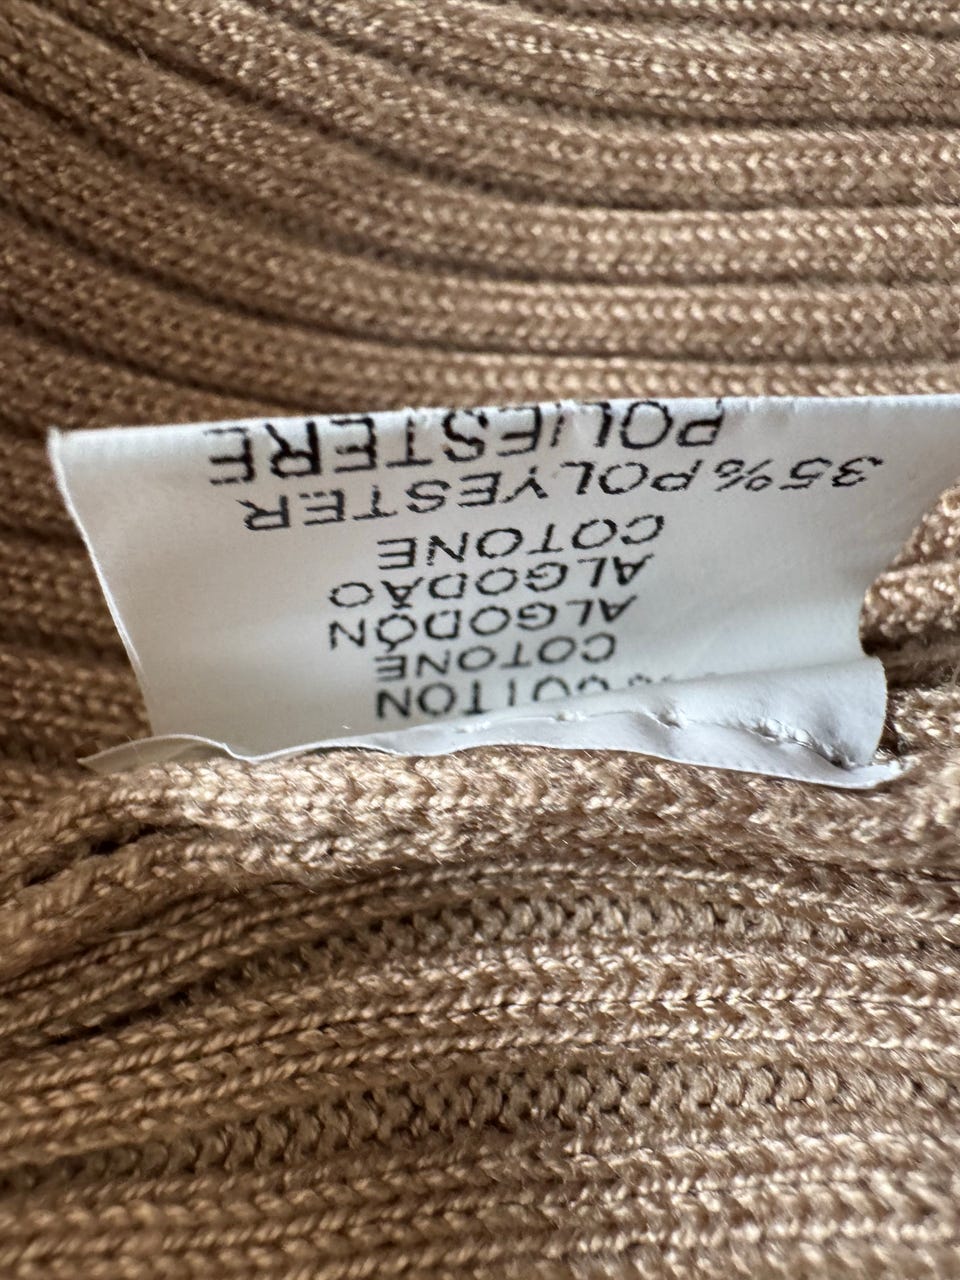 COTTON
COTONE
ALGODÓN
ALGODÃO
COTONE
35% POLYESTER
POLIESTERE